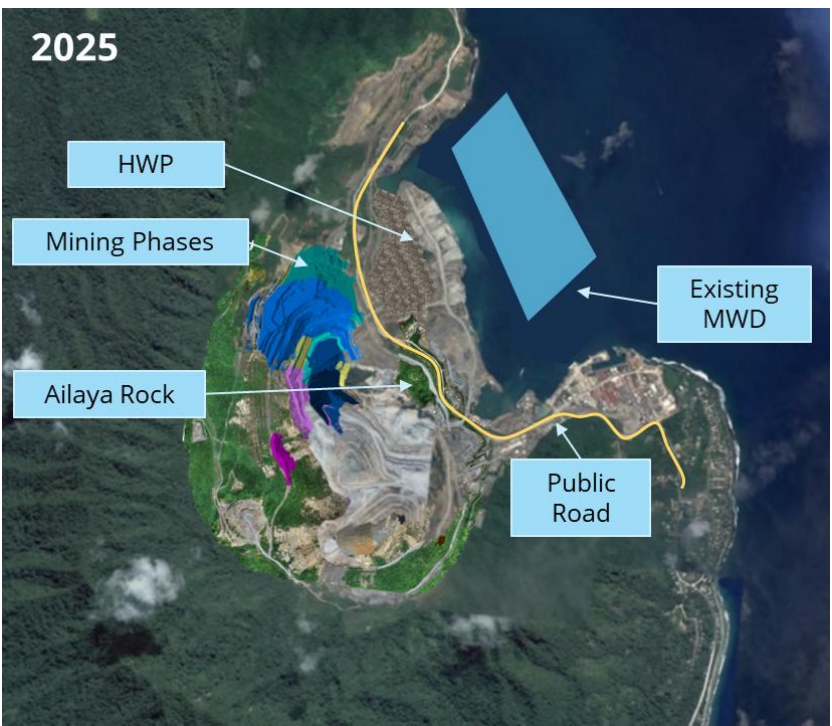 2025
HWP
Mining Phases
Existing
MWD
Ailaya Rock
Public
Road